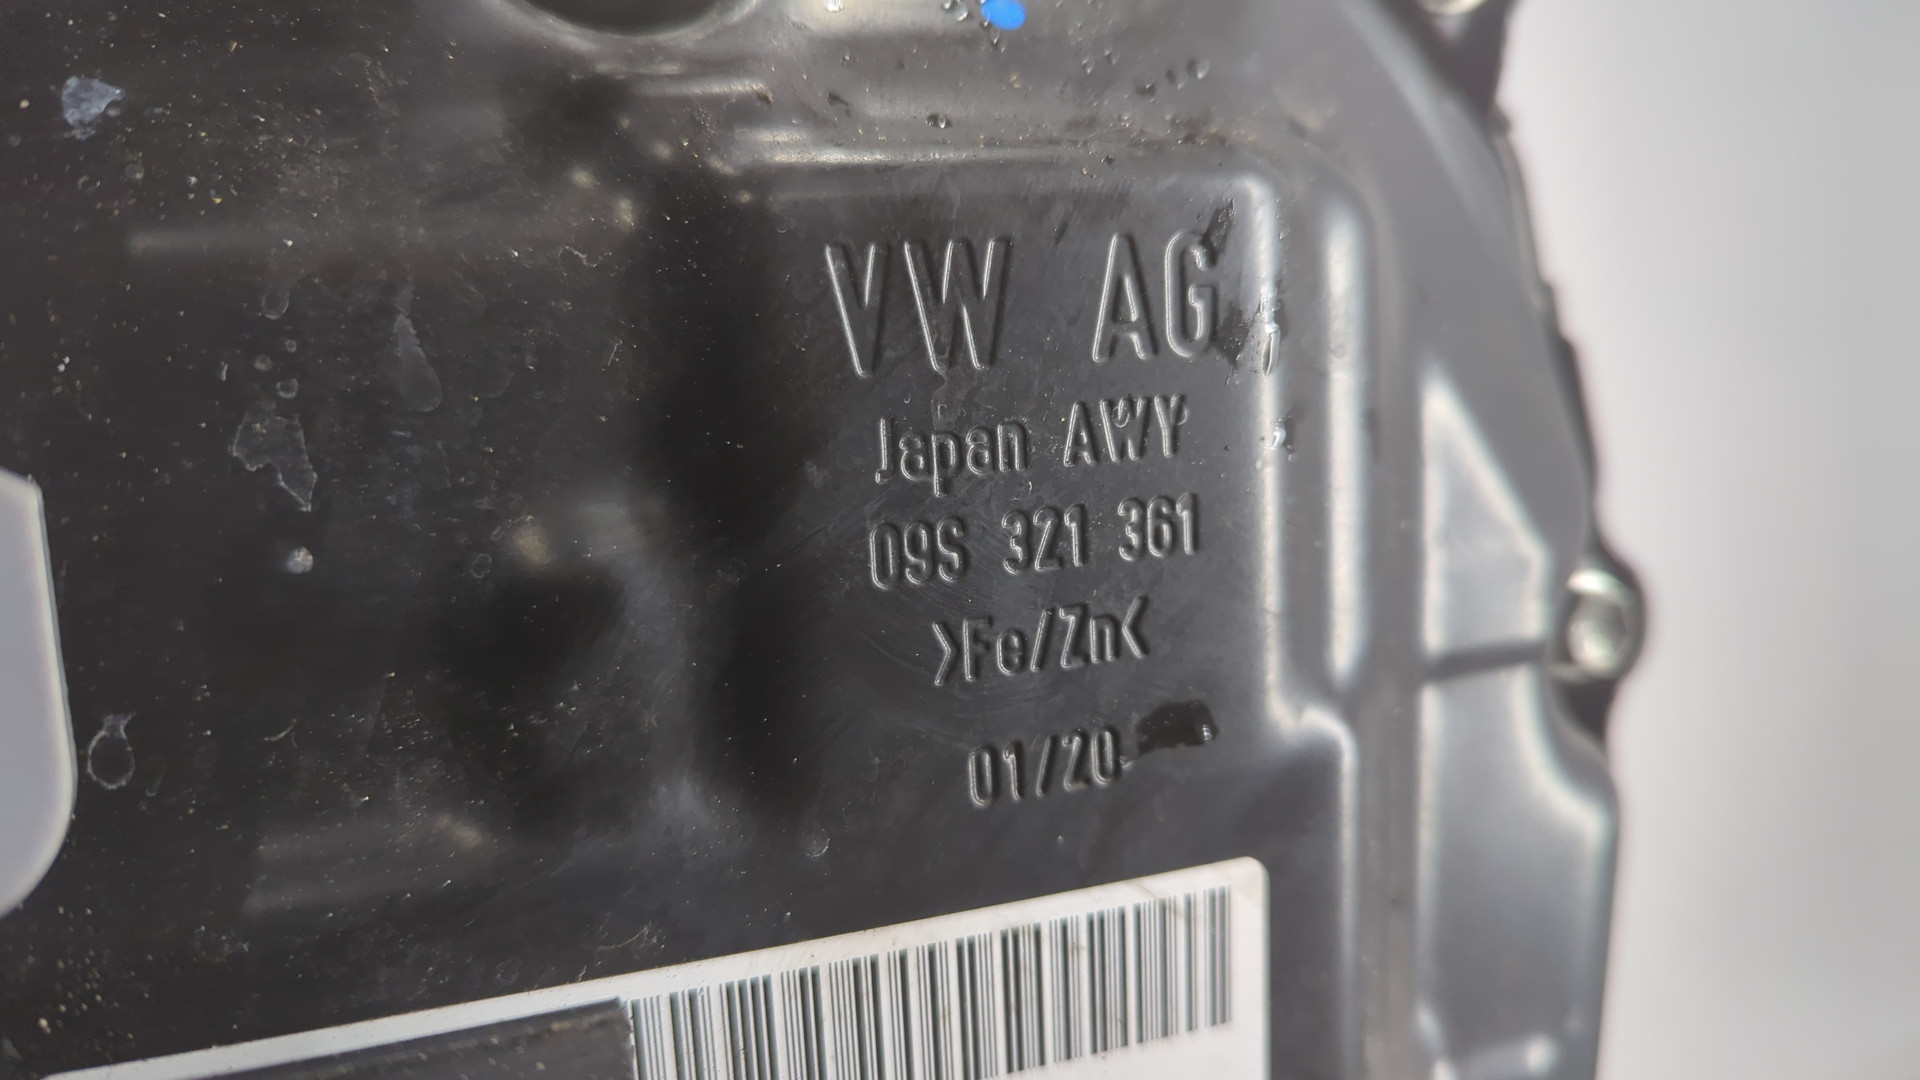 VW AG
Japan AWY
09S 321 361
>Fe/Zn<
01/20